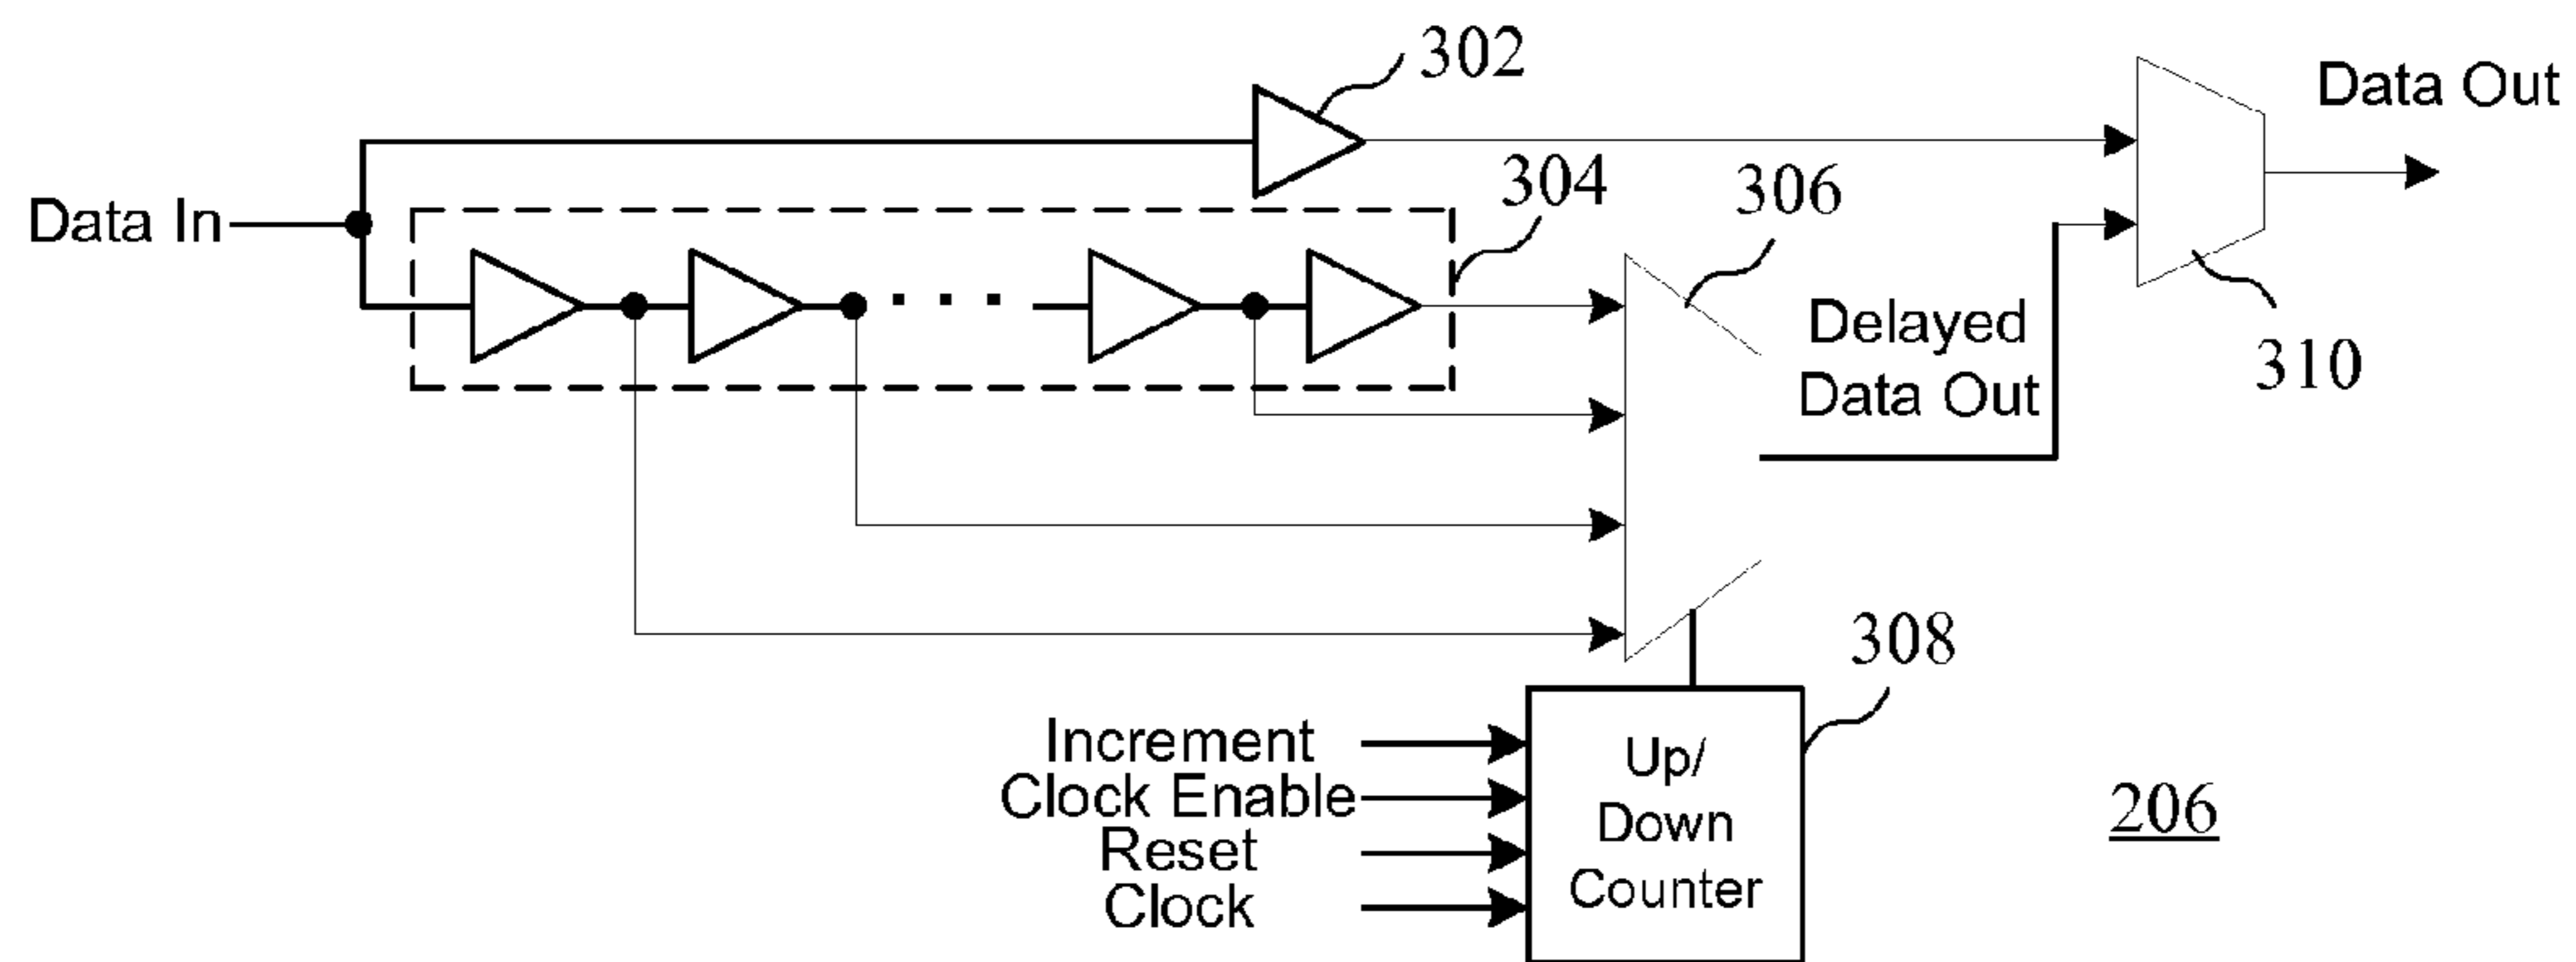 302
Data Out
304
306
Data In
Delayed
Data Out
310
308
Increment
Clock Enable
Reset
Clock
Up/
Down
Counter
206